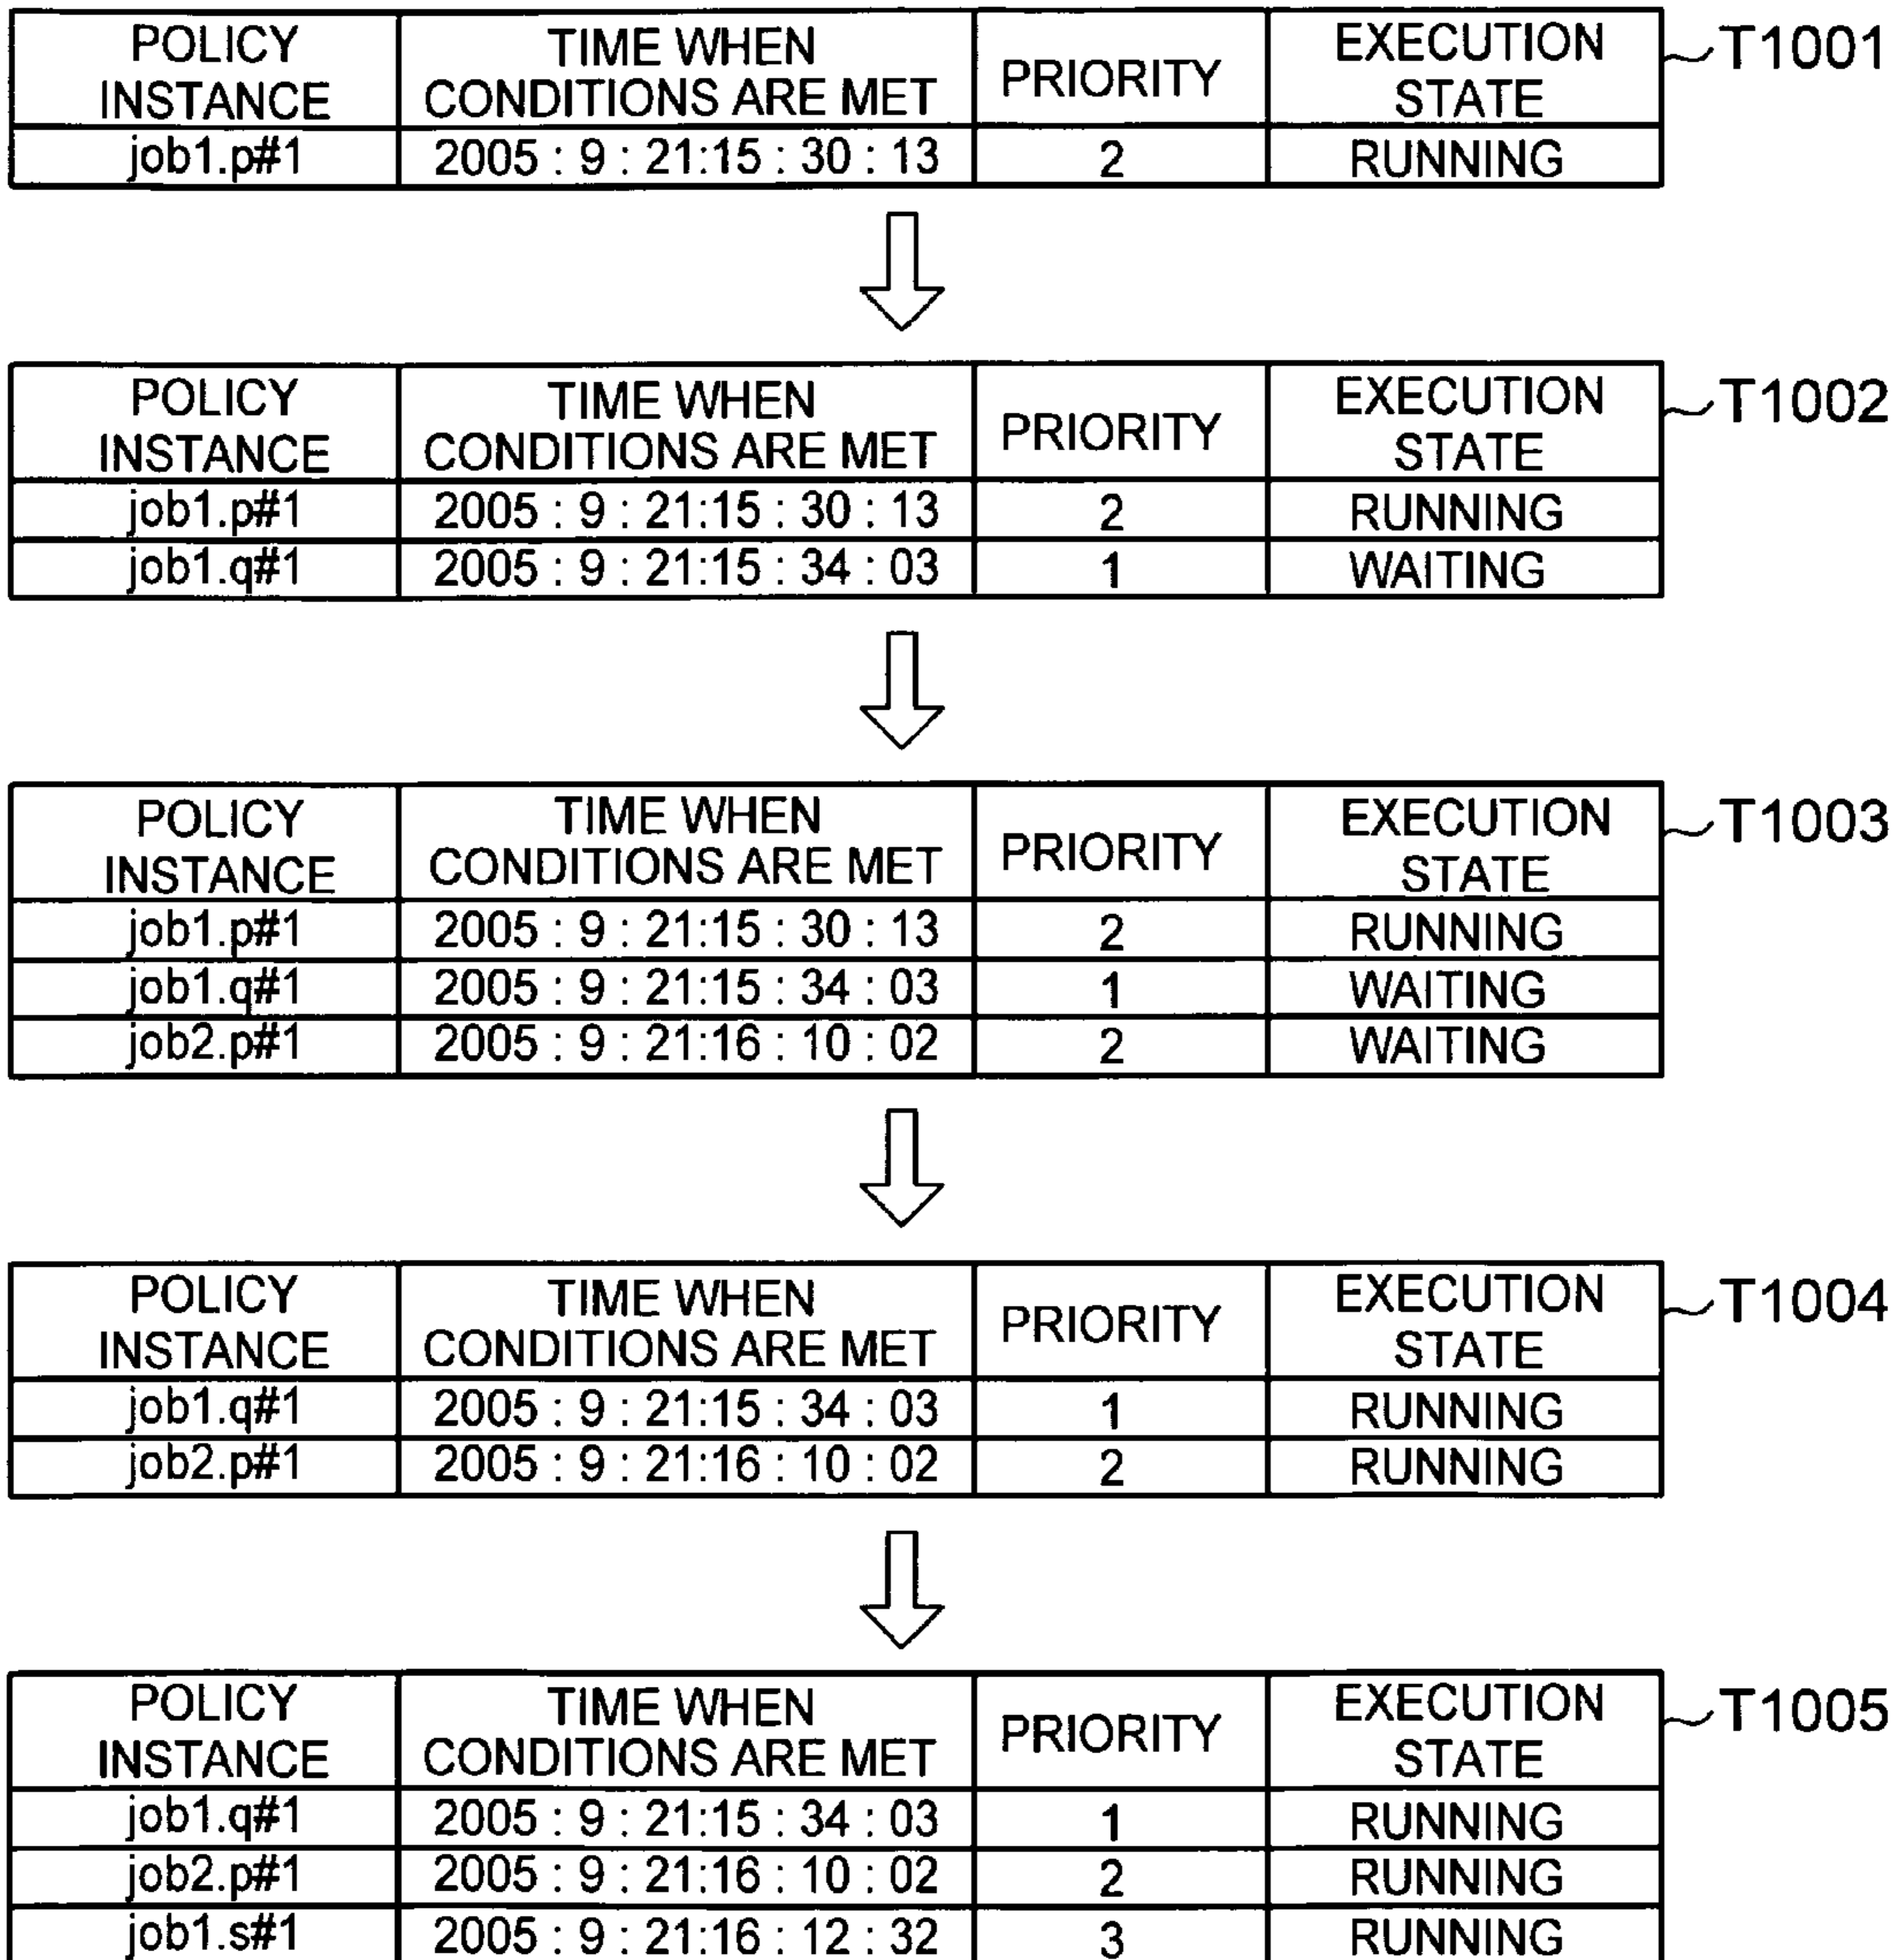 POLICY INSTANCE TIME WHEN CONDITIONS ARE MET PRIORITY EXECUTION STATE T1001
job1.p#1 2005 : 9 : 21:15 : 30 : 13 2 RUNNING
POLICY INSTANCE TIME WHEN CONDITIONS ARE MET PRIORITY EXECUTION STATE T1002
job1.p#1 2005 : 9 : 21:15 : 30 : 13 2 RUNNING
job1.q#1 2005 : 9 : 21:15 : 34 : 03 1 WAITING
POLICY INSTANCE TIME WHEN CONDITIONS ARE MET PRIORITY EXECUTION STATE T1003
job1.p#1 2005 : 9 : 21:15 : 30 : 13 2 RUNNING
job1.q#1 2005 : 9 : 21:15 : 34 : 03 1 WAITING
job2.p#1 2005 : 9 : 21:16 : 10 : 02 2 WAITING
POLICY INSTANCE TIME WHEN CONDITIONS ARE MET PRIORITY EXECUTION STATE T1004
job1.q#1 2005 : 9 : 21:15 : 34 : 03 1 RUNNING
job2.p#1 2005 : 9 : 21:16 : 10 : 02 2 RUNNING
POLICY INSTANCE TIME WHEN CONDITIONS ARE MET PRIORITY EXECUTION STATE T1005
job1.q#1 2005 : 9 : 21:15 : 34 : 03 1 RUNNING
job2.p#1 2005 : 9 : 21:16 : 10 : 02 2 RUNNING
job1.s#1 2005 : 9 : 21:16 : 12 : 32 3 RUNNING